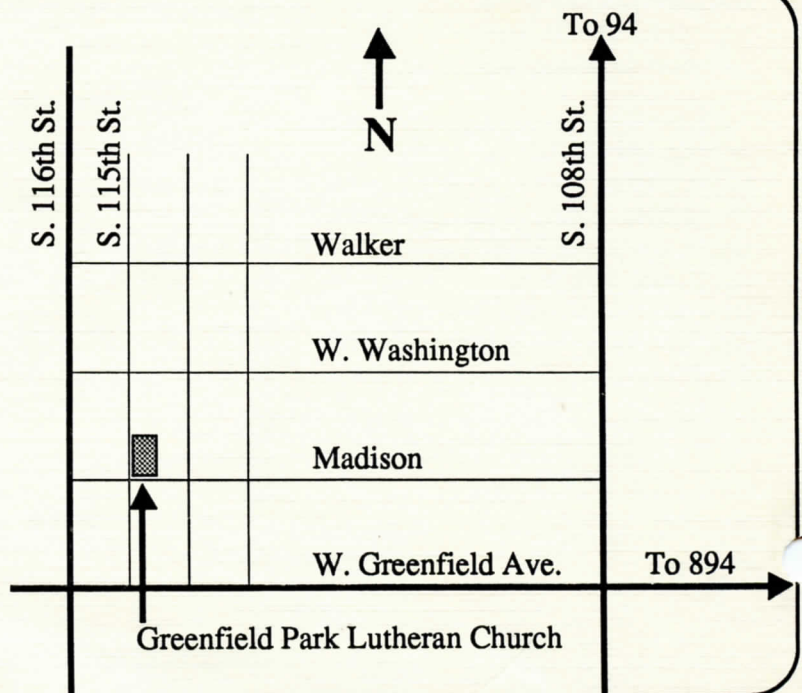 To 94
S. 116th St.
S. 115th St.
N
S. 108th St.
Walker
W. Washington
Madison
W. Greenfield Ave.
To 894
Greenfield Park Lutheran Church